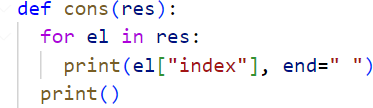 def cons(res):
  for el in res:
    print(el["index"], end=" ")
  print()